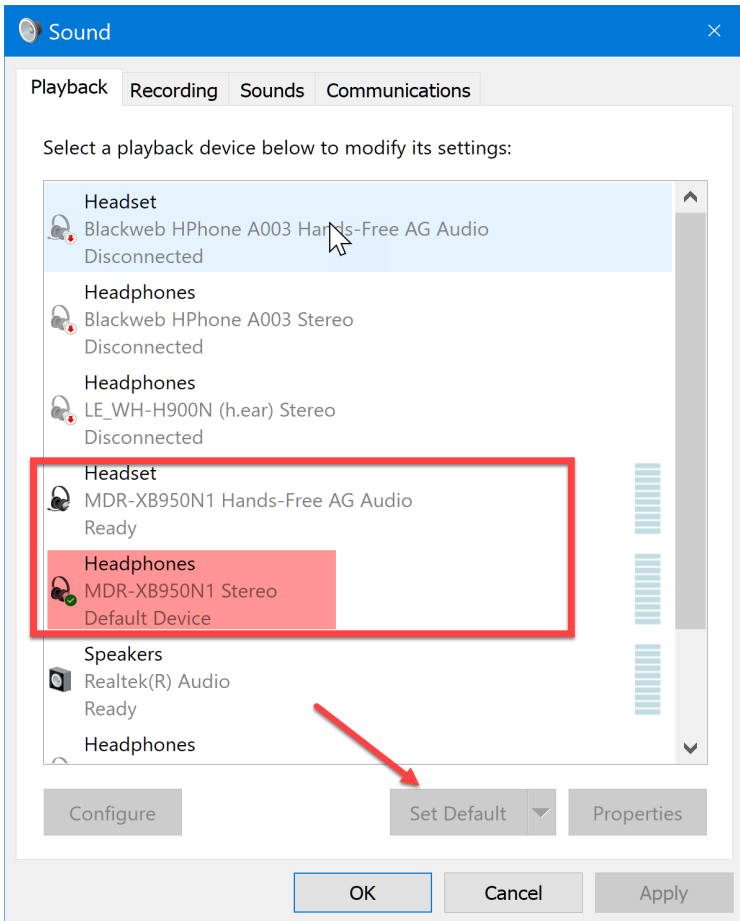 Sound
Playback
Recording
Sounds
Communications
Select a playback device below to modify its settings:
Headset
Blackweb HPhone A003 Hands-Free AG Audio
Disconnected
Headphones
Blackweb HPhone A003 Stereo
Disconnected
Headphones
LE_WH-H900N (h.ear) Stereo
Disconnected
Headset
MDR-XB950N1 Hands-Free AG Audio
Ready
Headphones
MDR-XB950N1 Stereo
Default Device
Speakers
Realtek(R) Audio
Ready
Headphones
Configure
Set Default
Properties
OK
Cancel
Apply